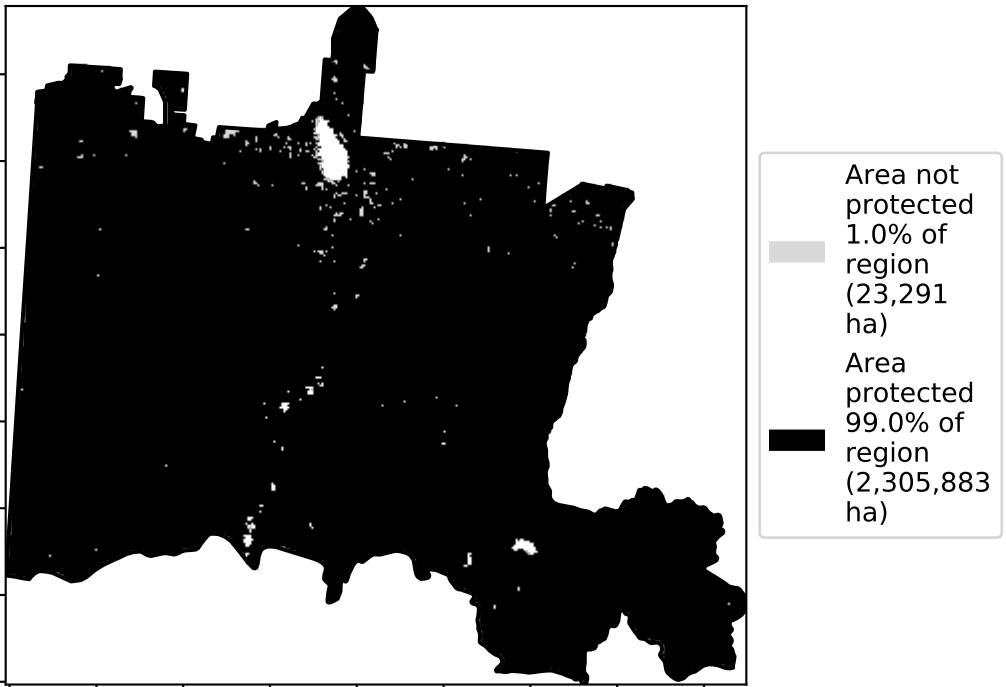 Area not
protected
1.0% of
region
(23,291
ha)
Area
protected
99.0% of
region
(2,305,883
ha)